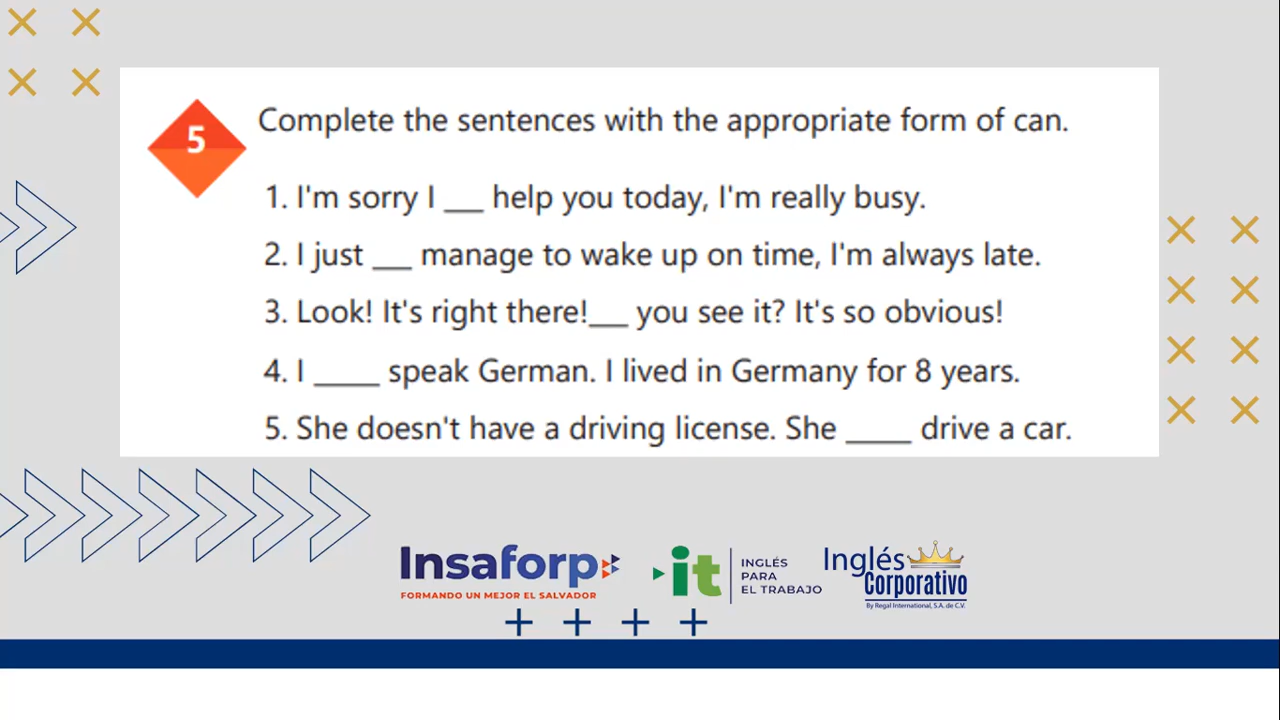 5
Complete the sentences with the appropriate form of can.
1. I'm sorry I ___ help you today, I'm really busy.
2. I just ___ manage to wake up on time, I'm always late.
3. Look! It's right there!___ you see it? It's so obvious!
4. I _____ speak German. I lived in Germany for 8 years.
5. She doesn't have a driving license. She _____ drive a car.
Insaforp
FORMANDO UN MEJOR EL SALVADOR
it
INGLÉS
PARA
EL TRABAJO
Inglés
Corporativo
By Regal International, S.A. de C.V.